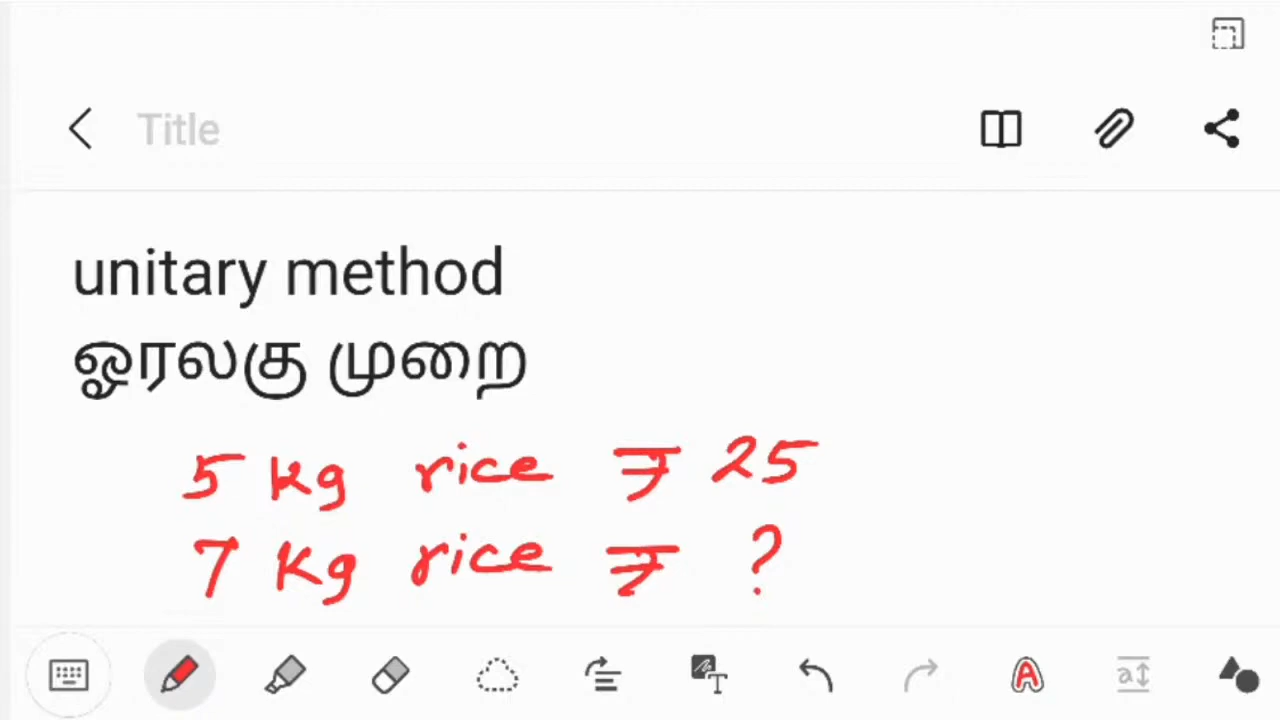 Title
unitary method
ஓரலகு முறை
5 kg rice ₹ 25
7 kg rice ₹ ?